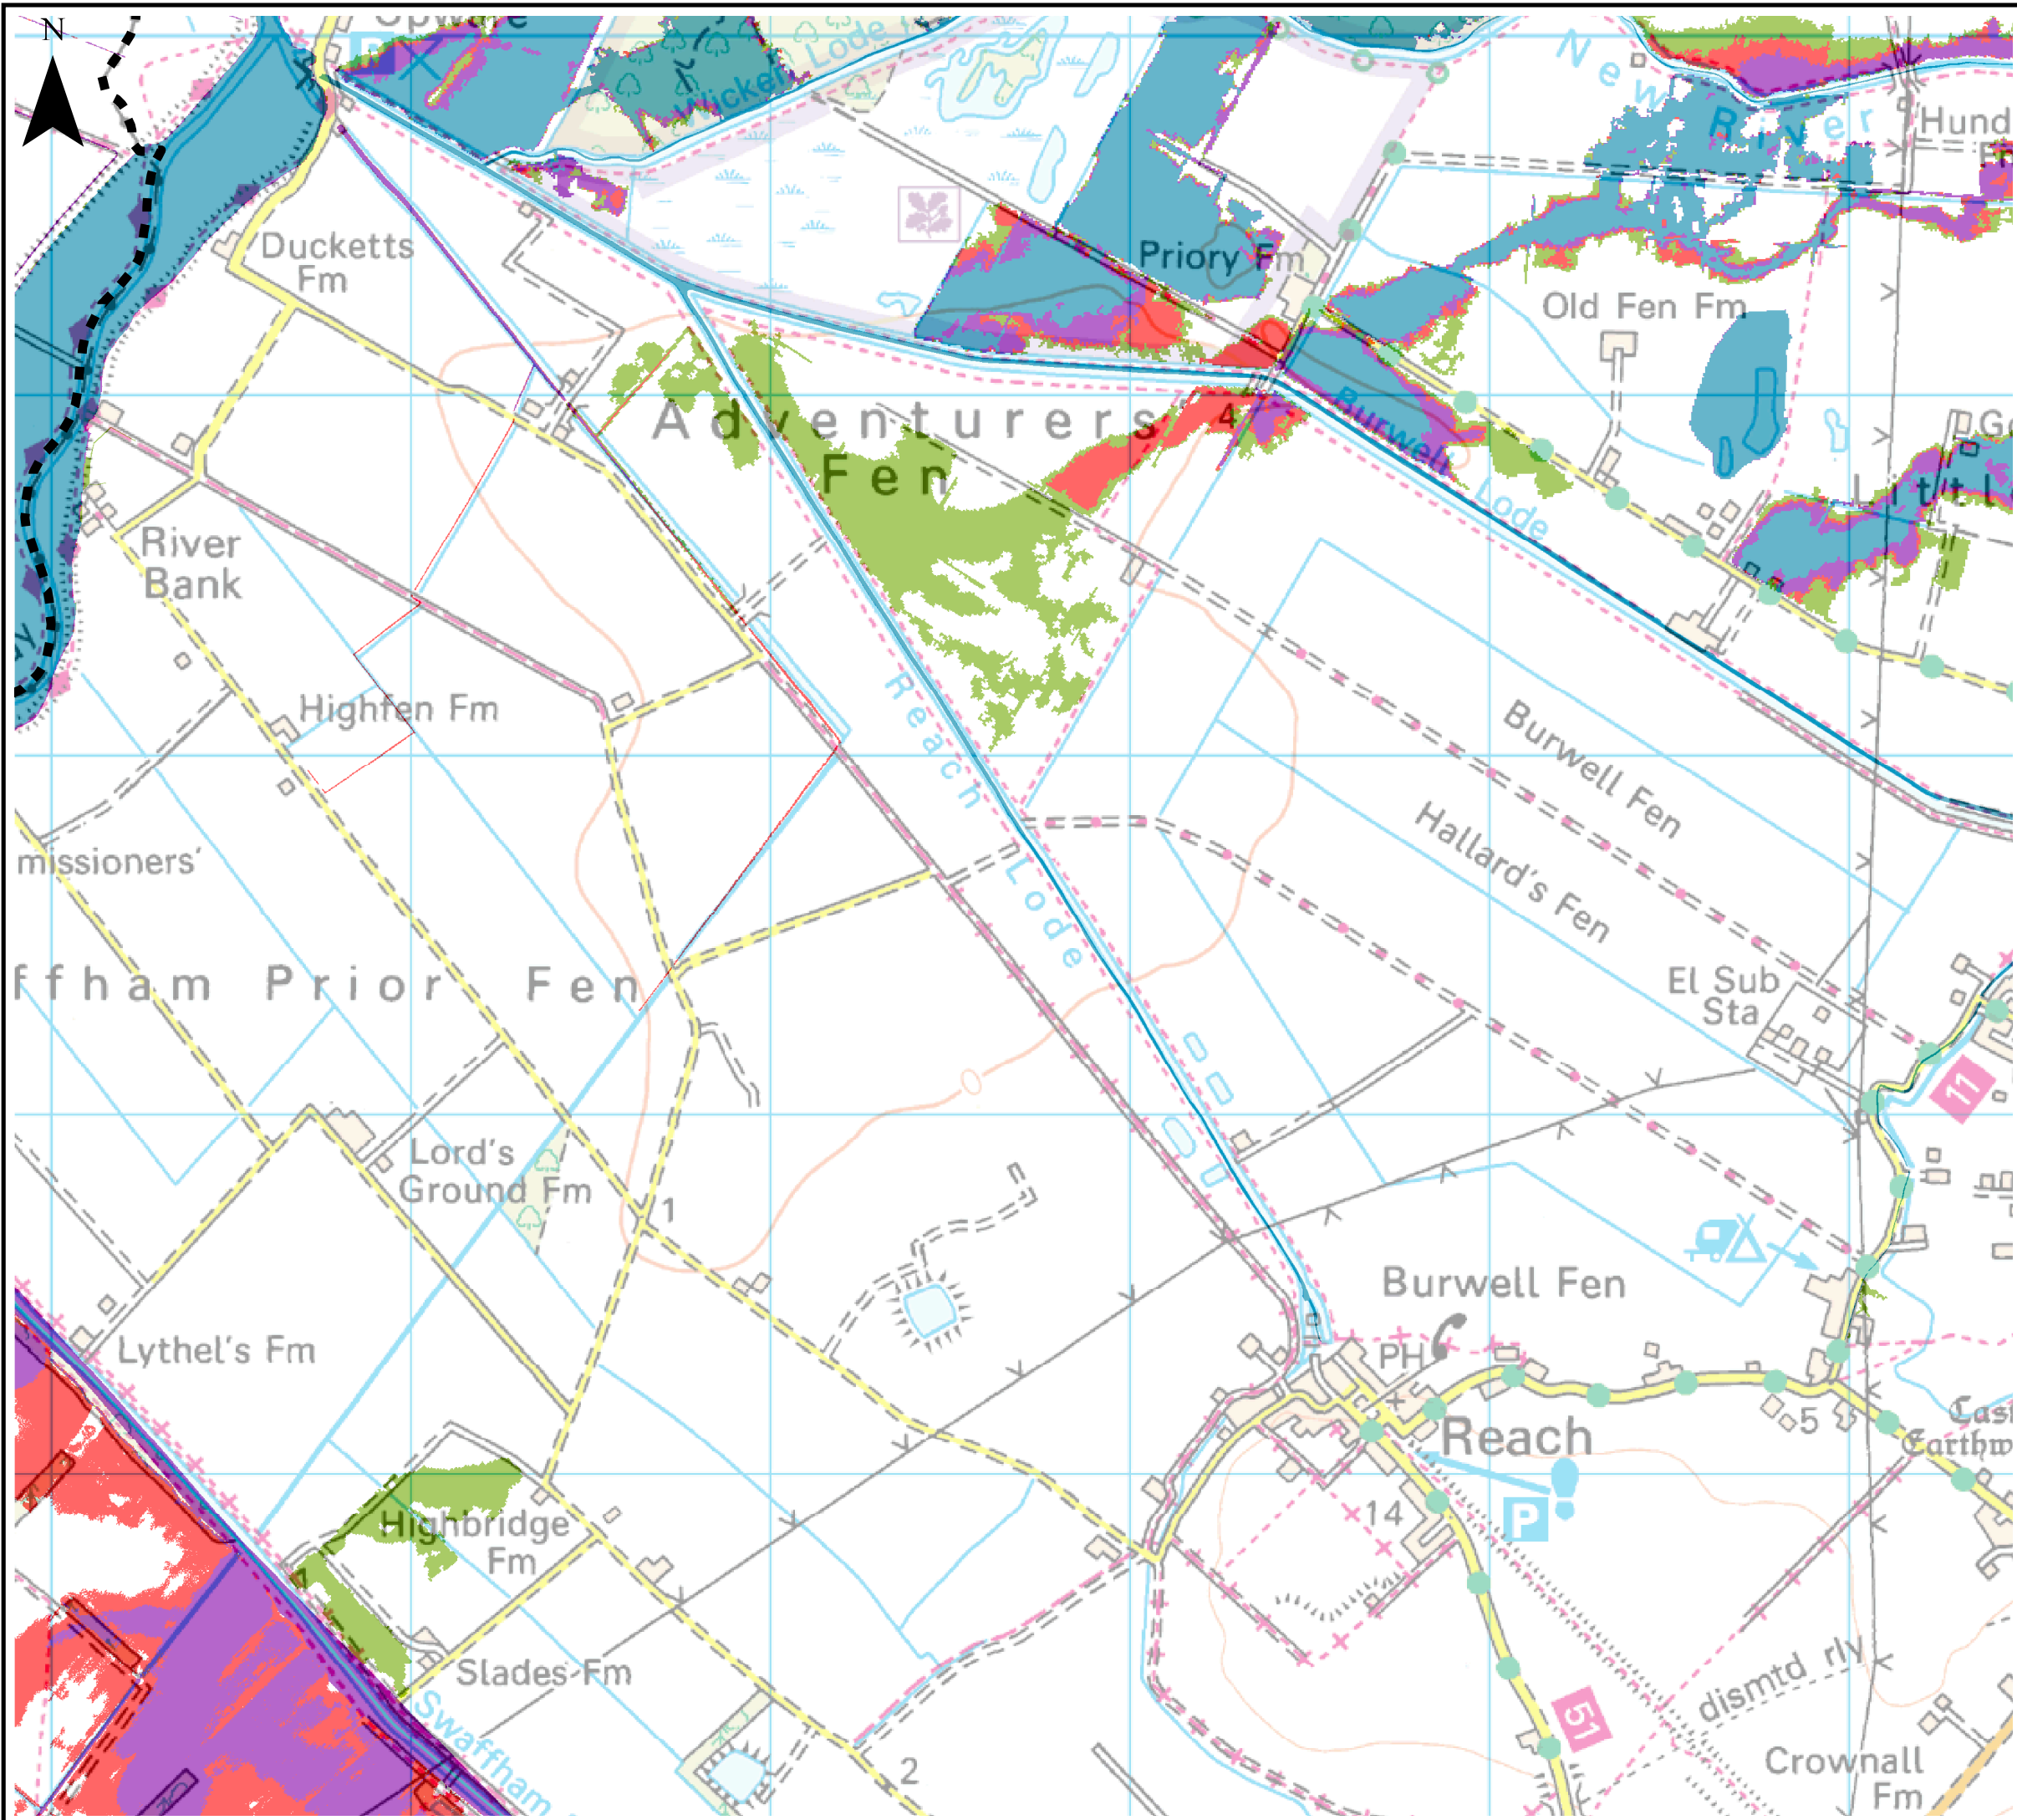 N
P
Wicken Lode
New
River
Hund
Ducketts
Fm
Priory Fm
Old Fen Fm
Adventurers
4
Fen
Burwell
Lode
Littl
River
Bank
Highfen Fm
Reach
Lode
Burwell Fen
Hallard's Fen
missioners'
ffham Prior Fen
El Sub
Sta
11
Lord's
Ground Fm
1
Burwell Fen
Lythel's Fm
PH
Reach
5
Earthw
Highbridge
Fm
14
P
Slades Fm
Swaffham
51
dismtd rly
2
Crownall
Fm